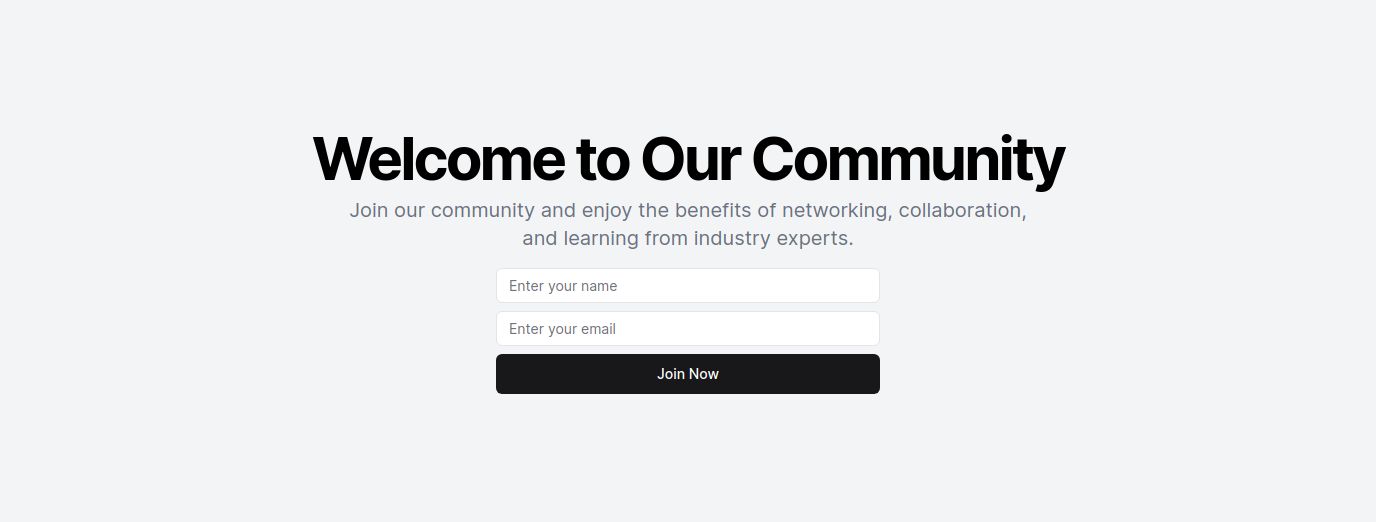 Welcome to Our Community
Join our community and enjoy the benefits of networking, collaboration,
and learning from industry experts.
Enter your name
Enter your email
Join Now